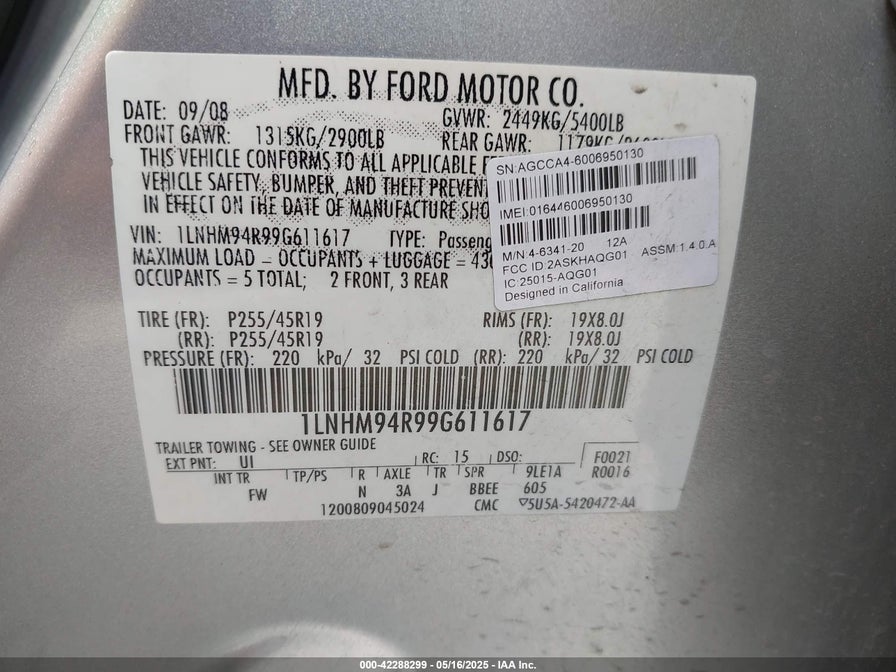 MFD. BY FORD MOTOR CO.
DATE: 09/08
GVWR: 2449KG/5400LB
FRONT GAWR: 1315KG/2900LB
REAR GAWR: 1179KG/
THIS VEHICLE CONFORMS TO ALL APPLICABLE
VEHICLE SAFETY, BUMPER, AND THEFT PREVENT
IN EFFECT ON THE DATE OF MANUFACTURE SHO
VIN: 1LNHM94R99G611617 TYPE: Passeng
MAXIMUM LOAD = OCCUPANTS + LUGGAGE = 430
OCCUPANTS = 5 TOTAL; 2 FRONT, 3 REAR
SN:AGCCA4-6006950130
IMEI:016446006950130
M/N:4-6341-20 12A
FCC ID:2ASKHAQG01 ASSM:1.4.0.A
IC:25015-AQG01
Designed in California
TIRE (FR): P255/45R19 RIMS (FR): 19X8.0J
(RR): P255/45R19 (RR): 19X8.0J
PRESSURE (FR): 220 kPa/ 32 PSI COLD (RR): 220 kPa/ 32 PSI COLD
1LNHM94R99G611617
TRAILER TOWING - SEE OWNER GUIDE
EXT PNT: UI RC: 15 DSO: F0021
INT TR TP/PS R AXLE TR SPR 9LE1A R0016
FW N 3A J BBEE 605
1200809045024 CMC ▽5U5A-5420472-AA
000-42288299 - 05/16/2025 - IAA Inc.